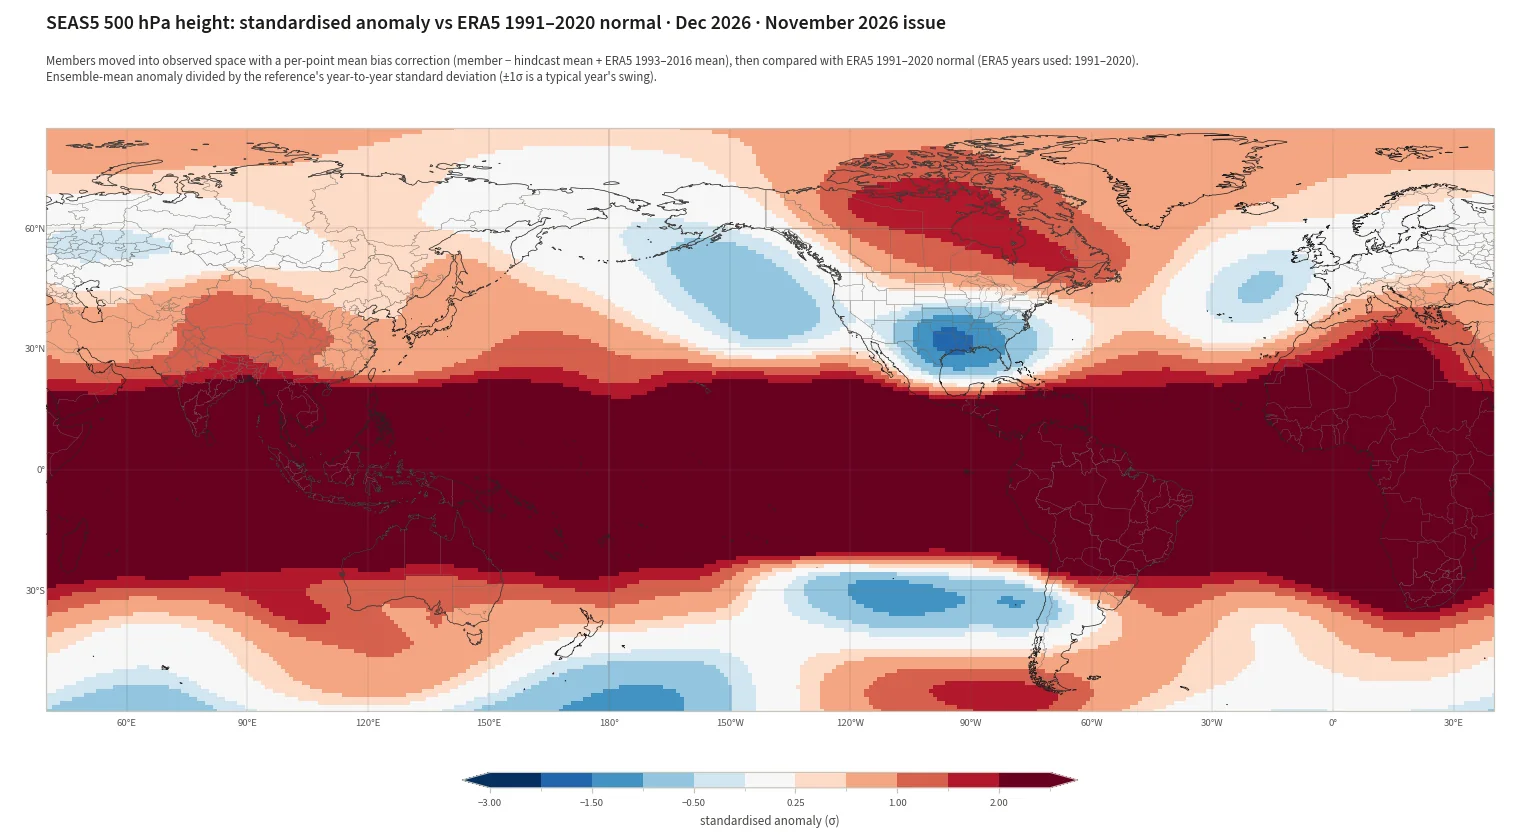 SEAS5 500 hPa height: standardised anomaly vs ERA5 1991–2020 normal · Dec 2026 · November 2026 issue
Members moved into observed space with a per-point mean bias correction (member − hindcast mean + ERA5 1993–2016 mean), then compared with ERA5 1991–2020 normal (ERA5 years used: 1991–2020).
Ensemble-mean anomaly divided by the reference's year-to-year standard deviation (±1σ is a typical year's swing).
60°N
30°N
0°
30°S
60°E 90°E 120°E 150°E 180° 150°W 120°W 90°W 60°W 30°W 0° 30°E
−3.00 −1.50 −0.50 0.25 1.00 2.00
standardised anomaly (σ)